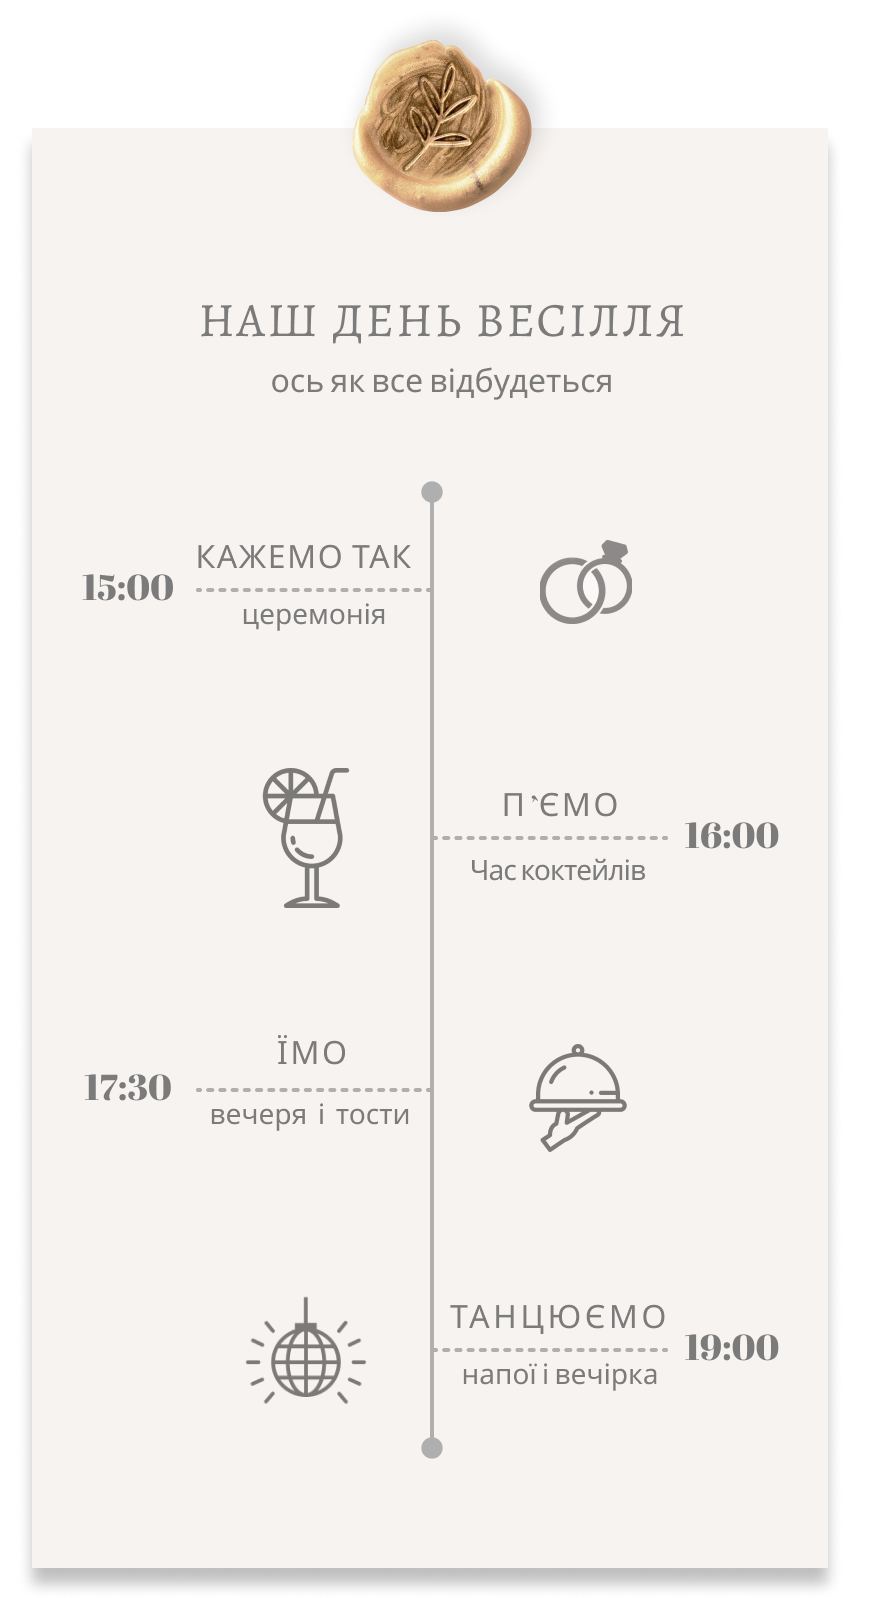 НАШ ДЕНЬ ВЕСІЛЛЯ
ось як все відбудеться
КАЖЕМО ТАК
15:00
церемонія
П`ЄМО
16:00
Час коктейлів
ЇМО
17:30
вечеря і тости
ТАНЦЮЄМО
19:00
напої і вечірка